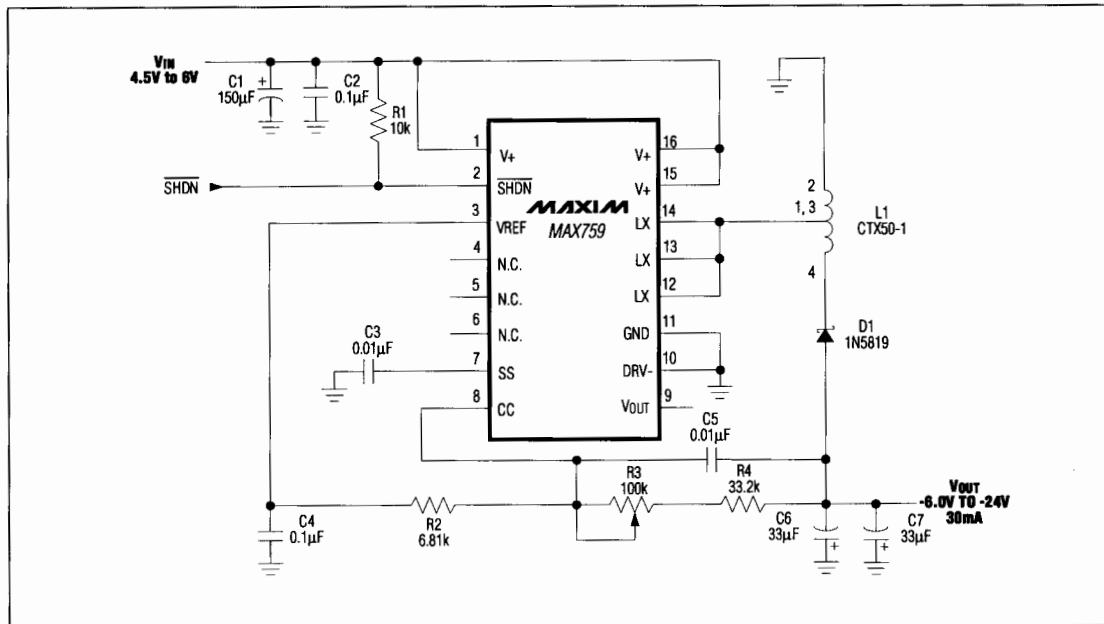 VIN
4.5V to 6V
C1
150µF
+
C2
0.1µF
R1
10k
SHDN
1
V+
2
SHDN
3
VREF
4
N.C.
5
N.C.
6
N.C.
7
SS
8
CC
MAXIM
MAX759
16
V+
15
V+
14
LX
13
LX
12
LX
11
GND
10
DRV-
9
VOUT
2
1, 3
4
L1
CTX50-1
D1
1N5819
C3
0.01µF
C5
0.01µF
R3
100k
R4
33.2k
R2
6.81k
C4
0.1µF
C6
33µF
+
C7
33µF
+
VOUT
-6.0V TO -24V
30mA